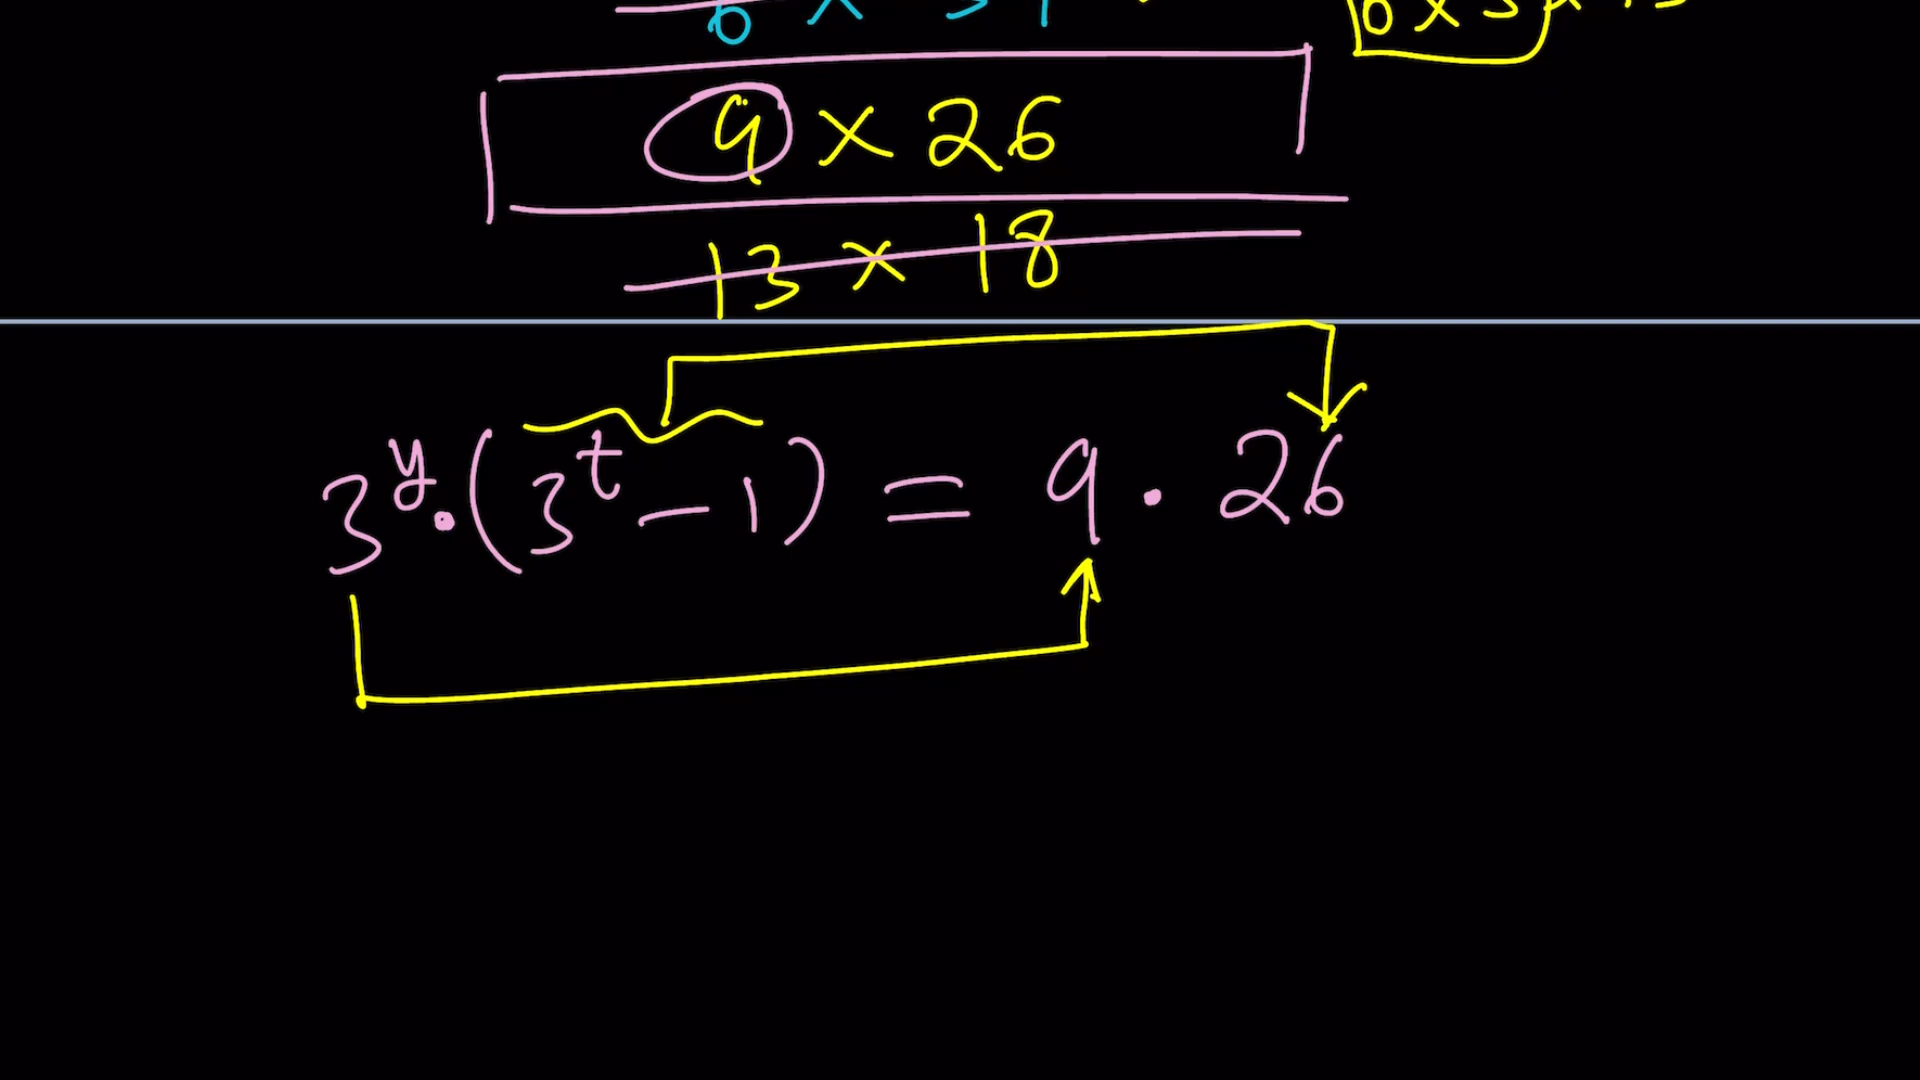 9 × 26
13 × 18
3^y · (3^t − 1) = 9 · 26